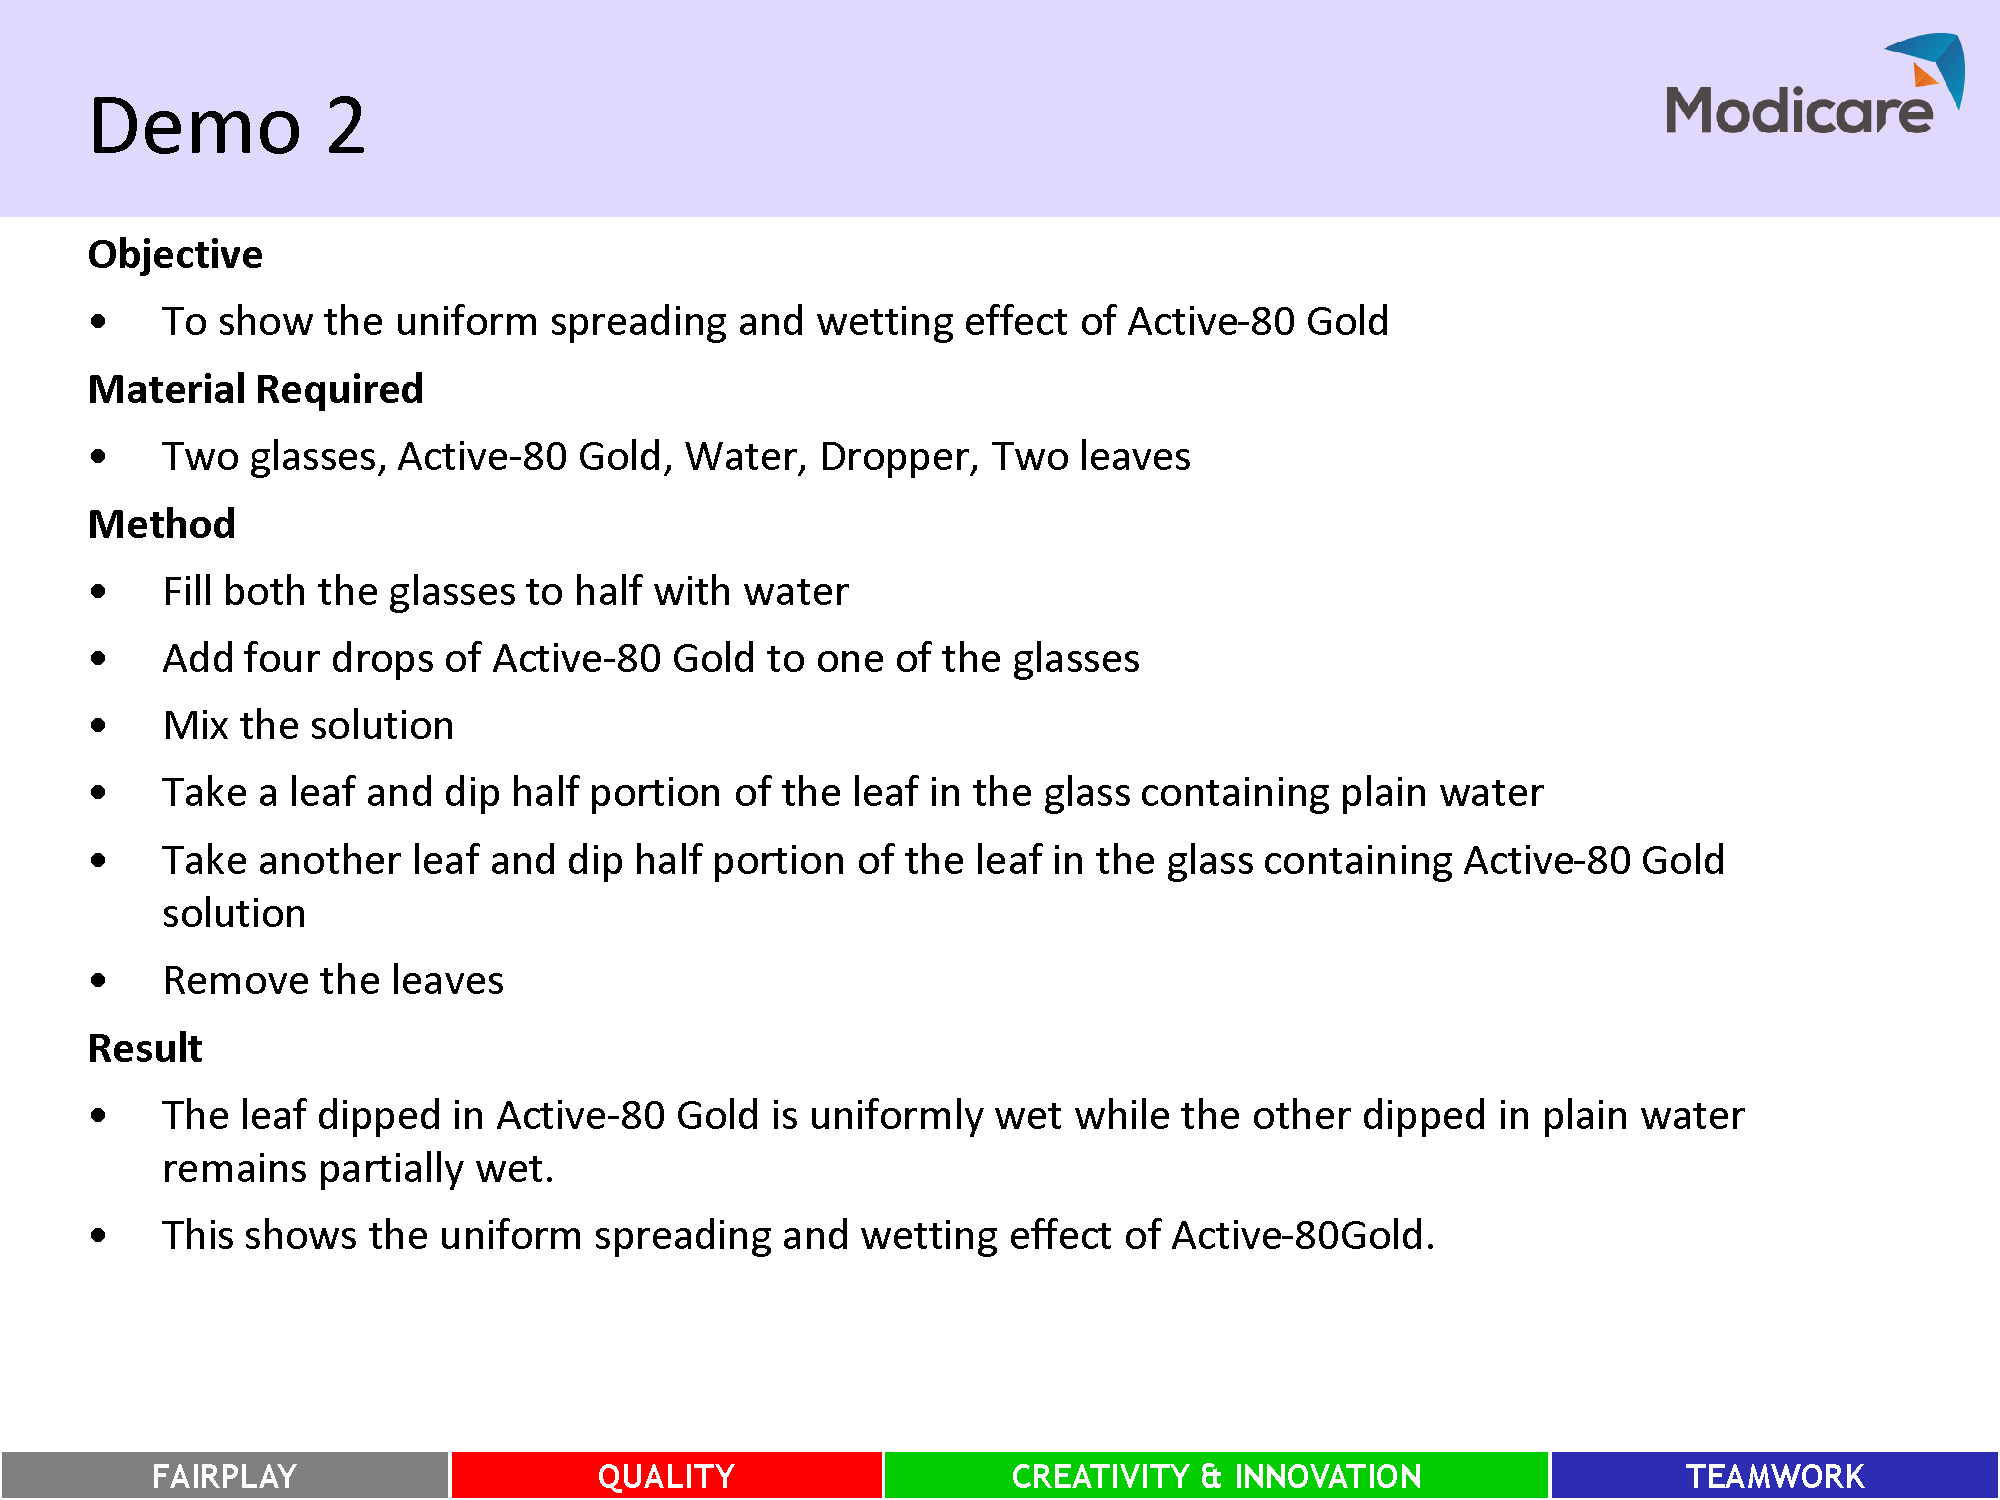 Demo 2
Modicare
Objective
• To show the uniform spreading and wetting effect of Active-80 Gold
Material Required
• Two glasses, Active-80 Gold, Water, Dropper, Two leaves
Method
• Fill both the glasses to half with water
• Add four drops of Active-80 Gold to one of the glasses
• Mix the solution
• Take a leaf and dip half portion of the leaf in the glass containing plain water
• Take another leaf and dip half portion of the leaf in the glass containing Active-80 Gold
solution
• Remove the leaves
Result
• The leaf dipped in Active-80 Gold is uniformly wet while the other dipped in plain water
remains partially wet.
• This shows the uniform spreading and wetting effect of Active-80Gold.
FAIRPLAY
QUALITY
CREATIVITY & INNOVATION
TEAMWORK